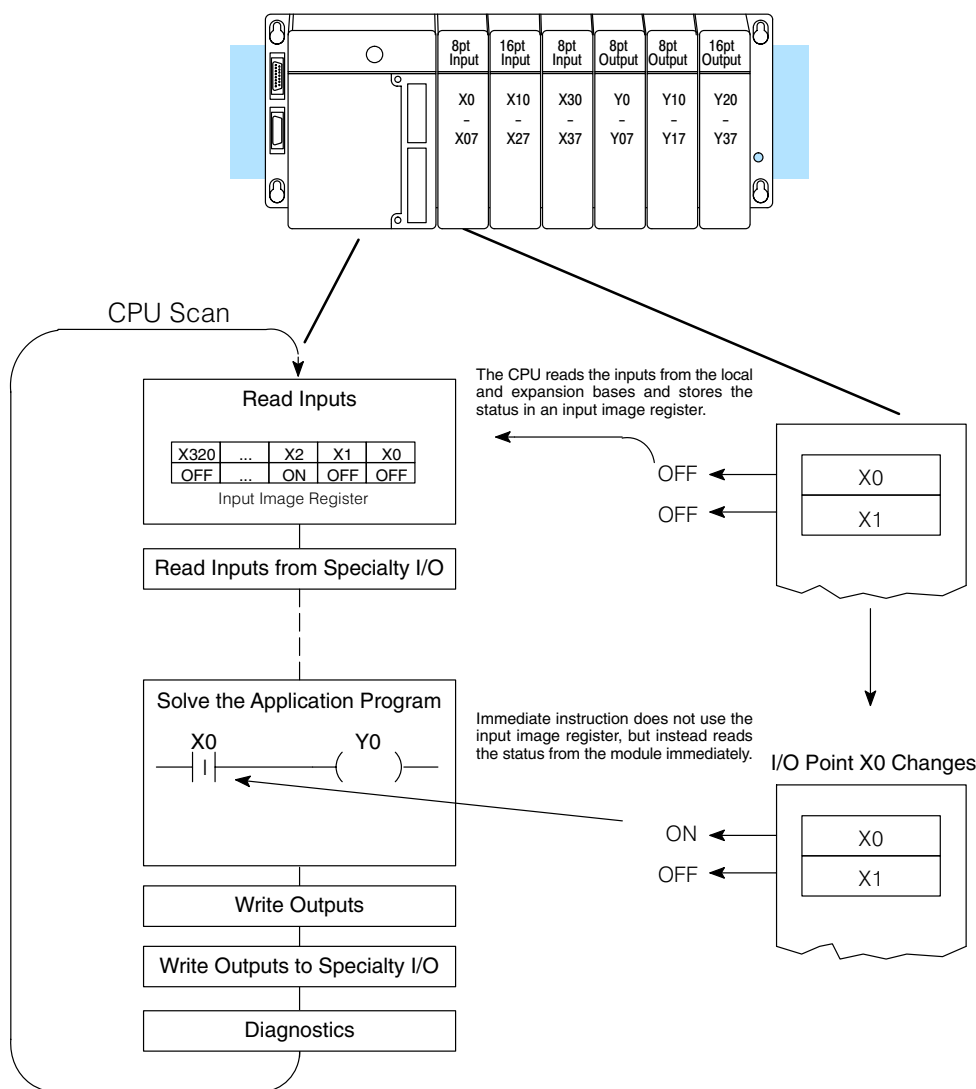 8pt Input 16pt Input 8pt Input 8pt Output 8pt Output 16pt Output
X0 X10 X30 Y0 Y10 Y20
– – – – – –
X07 X27 X37 Y07 Y17 Y37
CPU Scan
The CPU reads the inputs from the local
and expansion bases and stores the
status in an input image register.
Read Inputs
X320 ... X2 X1 X0
OFF ... ON OFF OFF
Input Image Register
OFF X0
OFF X1
Read Inputs from Specialty I/O
Solve the Application Program
X0 Y0
I
Immediate instruction does not use the
input image register, but instead reads
the status from the module immediately.
I/O Point X0 Changes
ON X0
OFF X1
Write Outputs
Write Outputs to Specialty I/O
Diagnostics